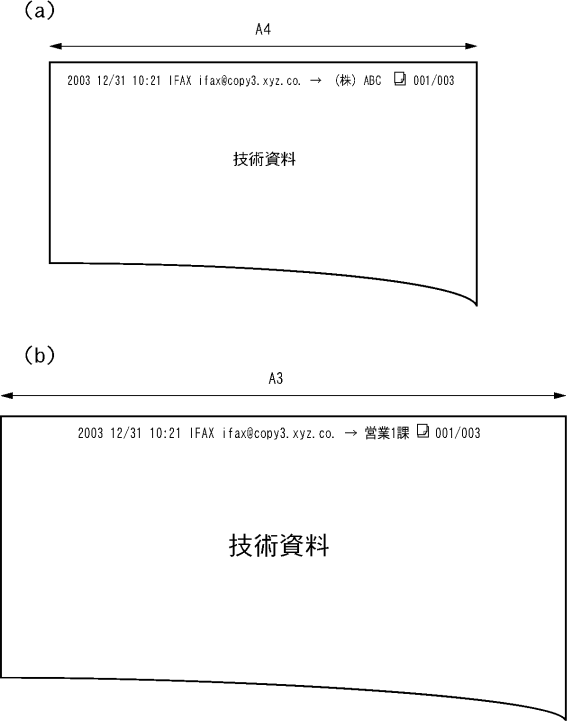 (a)
A4
2003 12/31 10:21 IFAX ifax@copy3.xyz.co. → (株) ABC 001/003
技術資料
(b)
A3
2003 12/31 10:21 IFAX ifax@copy3.xyz.co. → 営業1課 001/003
技術資料